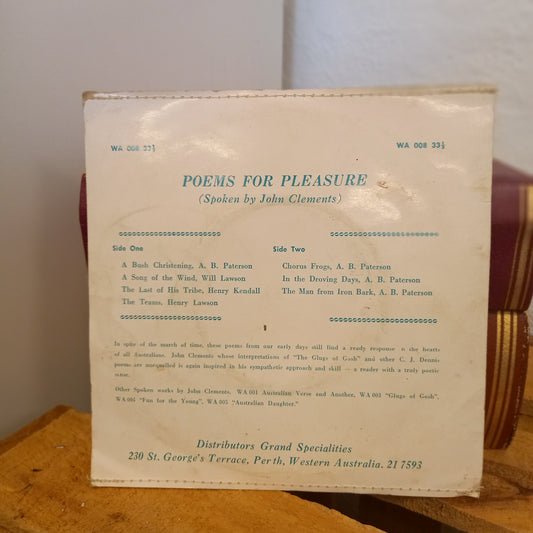 WA 008 33⅓
WA 008 33⅓
POEMS FOR PLEASURE
(Spoken by John Clements)
Side One
A Bush Christening, A. B. Paterson
A Song of the Wind, Will Lawson
The Last of His Tribe, Henry Kendall
The Teams, Henry Lawson
Side Two
Chorus Frogs, A. B. Paterson
In the Droving Days, A. B. Paterson
The Man from Iron Bark, A. B. Paterson
In spite of the march of time, these poems from our early days still find a ready response o the hearts
of all Australians. John Clements whose interpretations of "The Glugs of Gosh" and other C. J. Dennis
poems are unequalled is again inspired in his sympathetic approach and skill — a reader with a truly poetic
sense.
Other Spoken works by John Clements. WA 001 Australian Verse and Another, WA 003 "Glugs of Gosh",
WA 004 "Fun for the Young", WA 005 "Australian Daughter."
Distributors Grand Specialities
230 St. George's Terrace, Perth, Western Australia. 21 7593